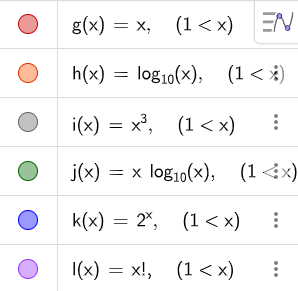 g(x) = x, (1 < x)
h(x) = log₁₀(x), (1 < x)
i(x) = x³, (1 < x)
j(x) = x log₁₀(x), (1 < x)
k(x) = 2ˣ, (1 < x)
l(x) = x!, (1 < x)